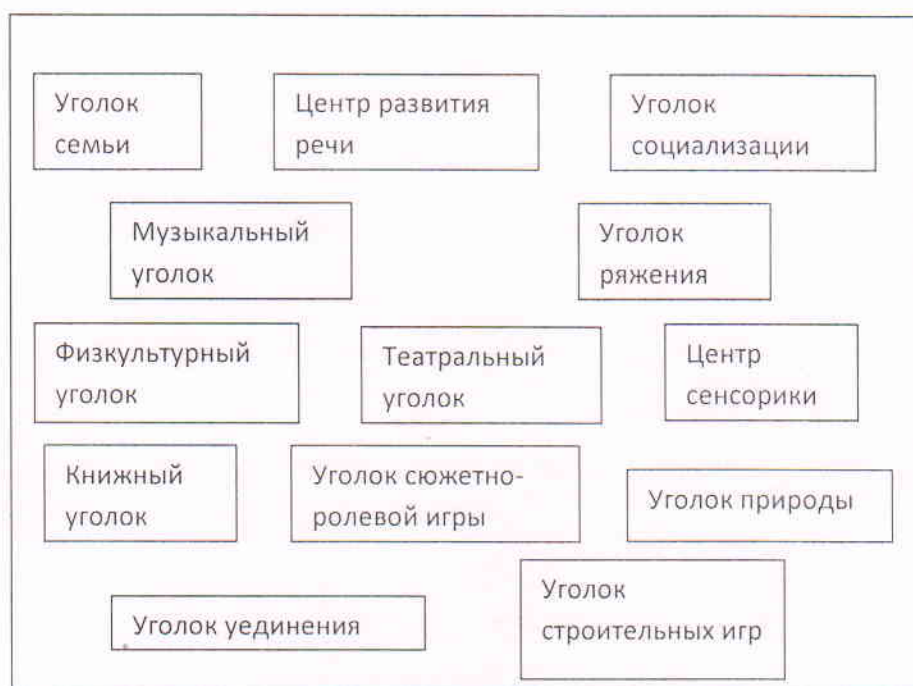 Уголок
семьи
Центр развития
речи
Уголок
социализации
Музыкальный
уголок
Уголок
ряжения
Физкультурный
уголок
Театральный
уголок
Центр
сенсорики
Книжный
уголок
Уголок сюжетно-
ролевой игры
Уголок природы
Уголок уединения
Уголок
строительных игр